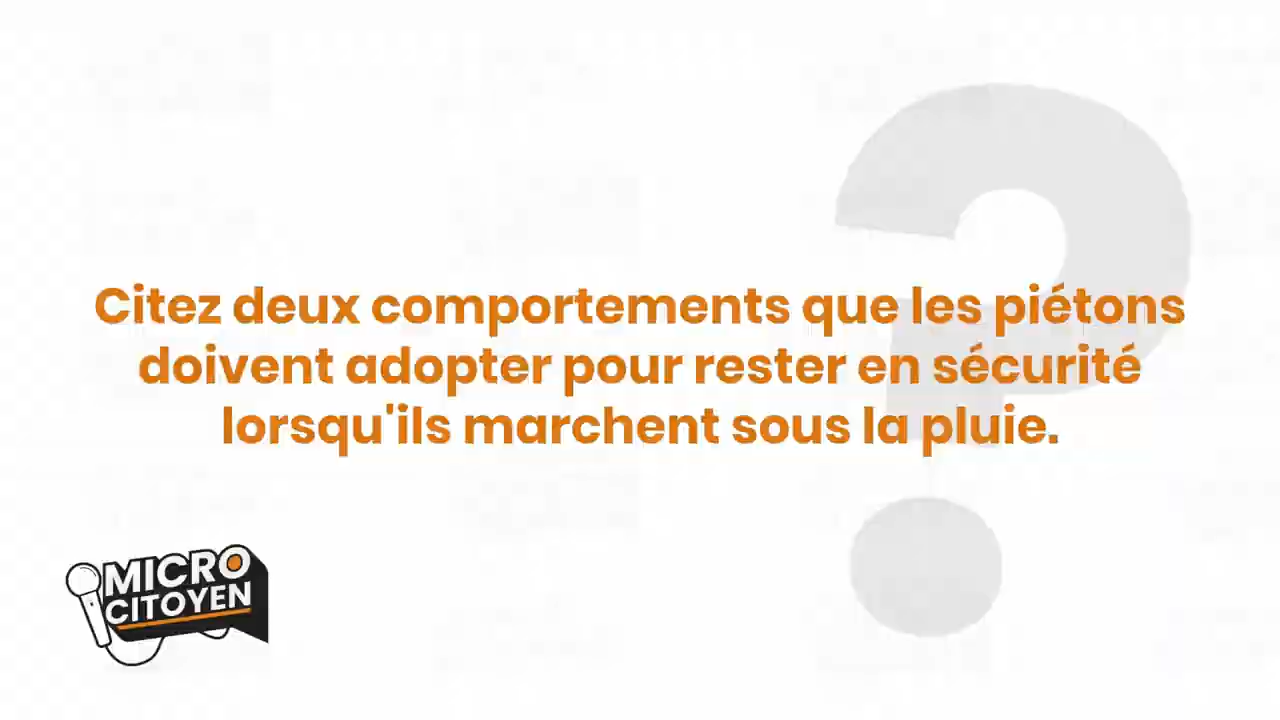 Citez deux comportements que les piétons
doivent adopter pour rester en sécurité
lorsqu'ils marchent sous la pluie.
MICRO
CITOYEN